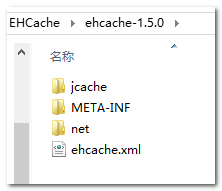 EHCache ▸ ehcache-1.5.0 ▸
名称
jcache
META-INF
net
ehcache.xml